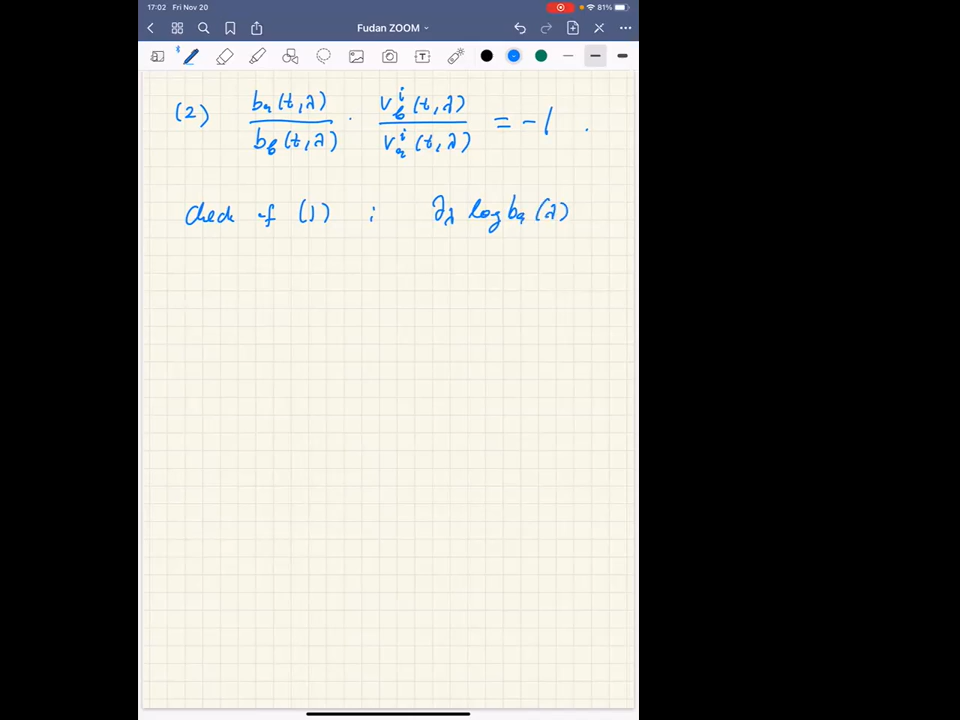 17:02 Fri Nov 20 81%
Fudan ZOOM
(2) b_a(t,λ) / b_b(t,λ) · v_b^i(t,λ) / v_a^i(t,λ) = -1 .
Check of (1) : ∂_λ log b_a(λ)